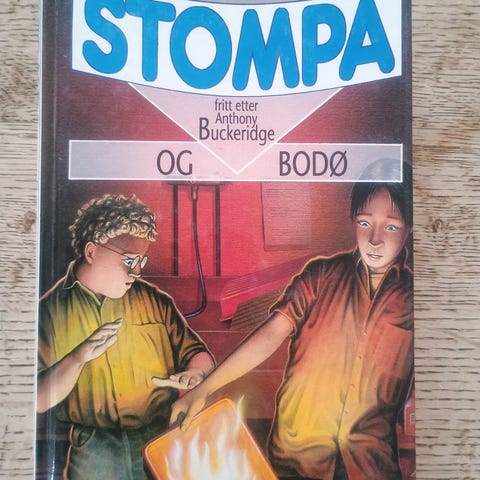 STOMPA
fritt etter
Anthony
Buckeridge
OG BODØ